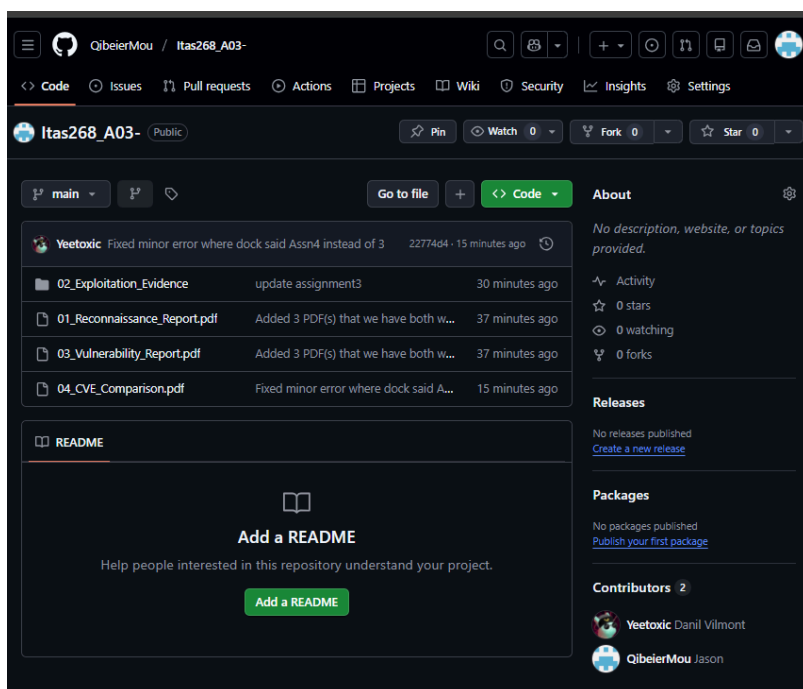 QibeierMou / Itas268_A03-
Code Issues Pull requests Actions Projects Wiki Security Insights Settings
Itas268_A03- Public Pin Watch 0 Fork 0 Star 0
main Go to file Code
Yeetoxic Fixed minor error where dock said Assn4 instead of 3 22774d4 · 15 minutes ago
02_Exploitation_Evidence update assignment3 30 minutes ago
01_Reconnaissance_Report.pdf Added 3 PDF(s) that we have both w... 37 minutes ago
03_Vulnerability_Report.pdf Added 3 PDF(s) that we have both w... 37 minutes ago
04_CVE_Comparison.pdf Fixed minor error where dock said A... 15 minutes ago
README
Add a README
Help people interested in this repository understand your project.
Add a README
About
No description, website, or topics
provided.
Activity
0 stars
0 watching
0 forks
Releases
No releases published
Create a new release
Packages
No packages published
Publish your first package
Contributors 2
Yeetoxic Danil Vilmont
QibeierMou Jason